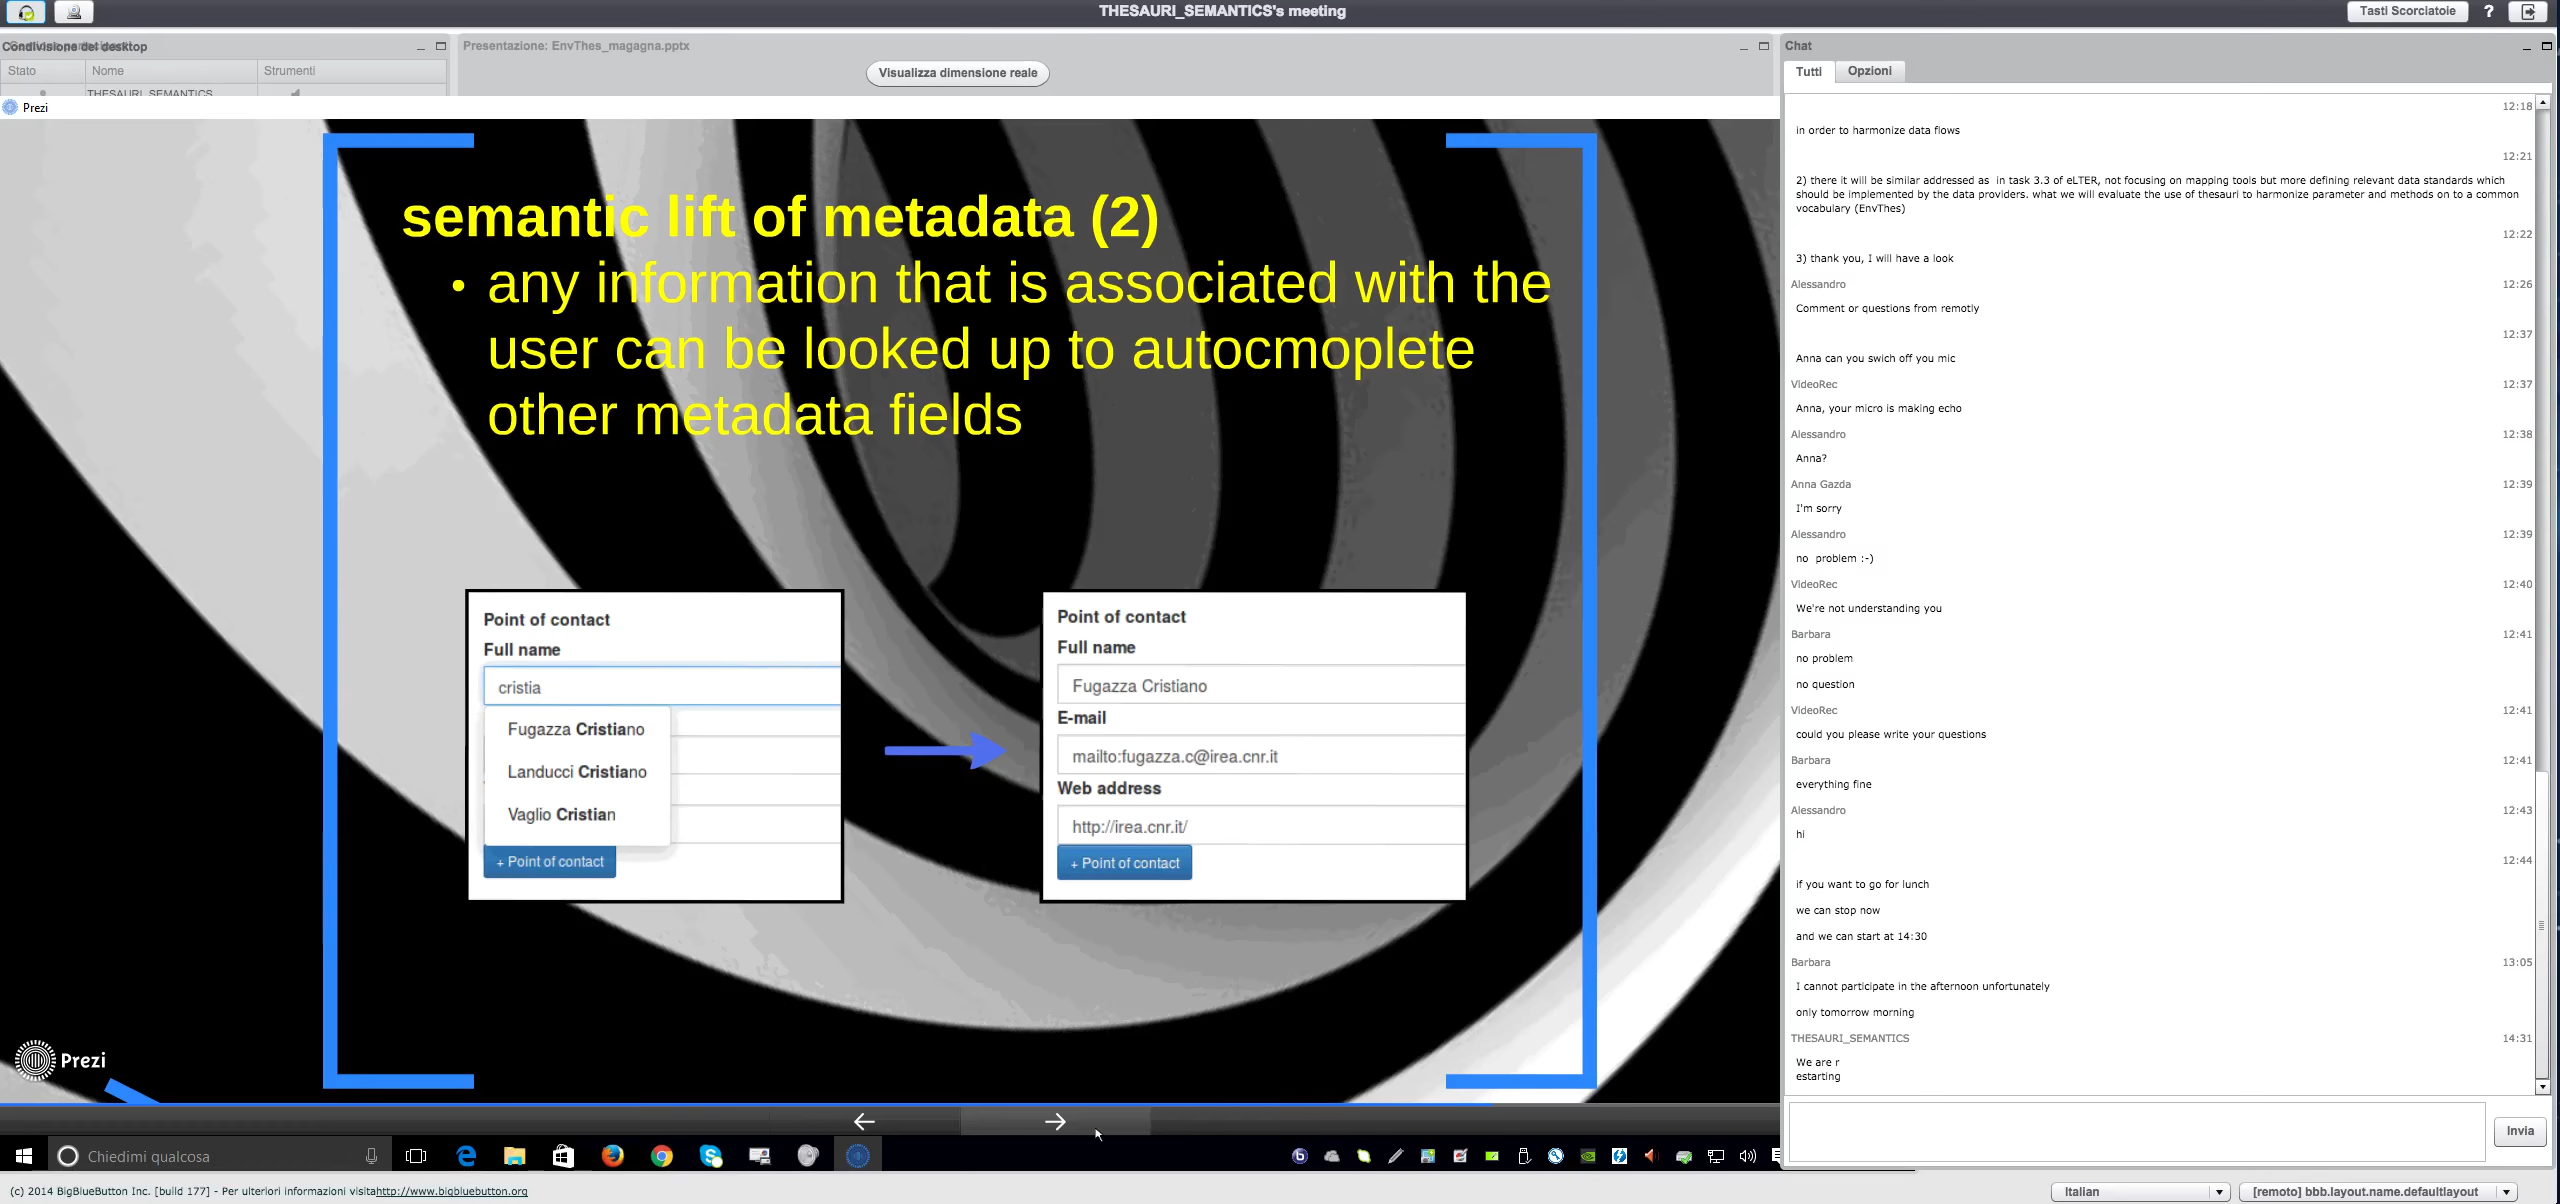 THESAURI_SEMANTICS's meeting
Tasti Scorciatoie
?
Condivisione del desktop
Stato Nome Strumenti
THESAURI_SEMANTICS
Presentazione: EnvThes_magagna.pptx
Visualizza dimensione reale
Prezi
semantic lift of metadata (2)
• any information that is associated with the
user can be looked up to autocmoplete
other metadata fields
Point of contact
Full name
cristia
Fugazza Cristiano
Landucci Cristiano
Vaglio Cristian
+ Point of contact
Point of contact
Full name
Fugazza Cristiano
E-mail
mailto:fugazza.c@irea.cnr.it
Web address
http://irea.cnr.it/
+ Point of contact
Prezi
Chiedimi qualcosa
Chat
Tutti Opzioni
12:18
in order to harmonize data flows
12:21
2) there it will be similar addressed as in task 3.3 of eLTER, not focusing on mapping tools but more defining relevant data standards which
should be implemented by the data providers. what we will evaluate the use of thesauri to harmonize parameter and methods on to a common
vocabulary (EnvThes)
12:22
3) thank you, I will have a look
Alessandro 12:26
Comment or questions from remotly
12:37
Anna can you swich off you mic
VideoRec 12:37
Anna, your micro is making echo
Alessandro 12:38
Anna?
Anna Gazda 12:39
I'm sorry
Alessandro 12:39
no problem :-)
VideoRec 12:40
We're not understanding you
Barbara 12:41
no problem
no question
VideoRec 12:41
could you please write your questions
Barbara 12:41
everything fine
Alessandro 12:43
hi
12:44
if you want to go for lunch
we can stop now
and we can start at 14:30
Barbara 13:05
I cannot participate in the afternoon unfortunately
only tomorrow morning
THESAURI_SEMANTICS 14:31
We are r
estarting
Invia
(c) 2014 BigBlueButton Inc. [build 177] - Per ulteriori informazioni visitahttp://www.bigbluebutton.org
Italian
[remoto] bbb.layout.name.defaultlayout